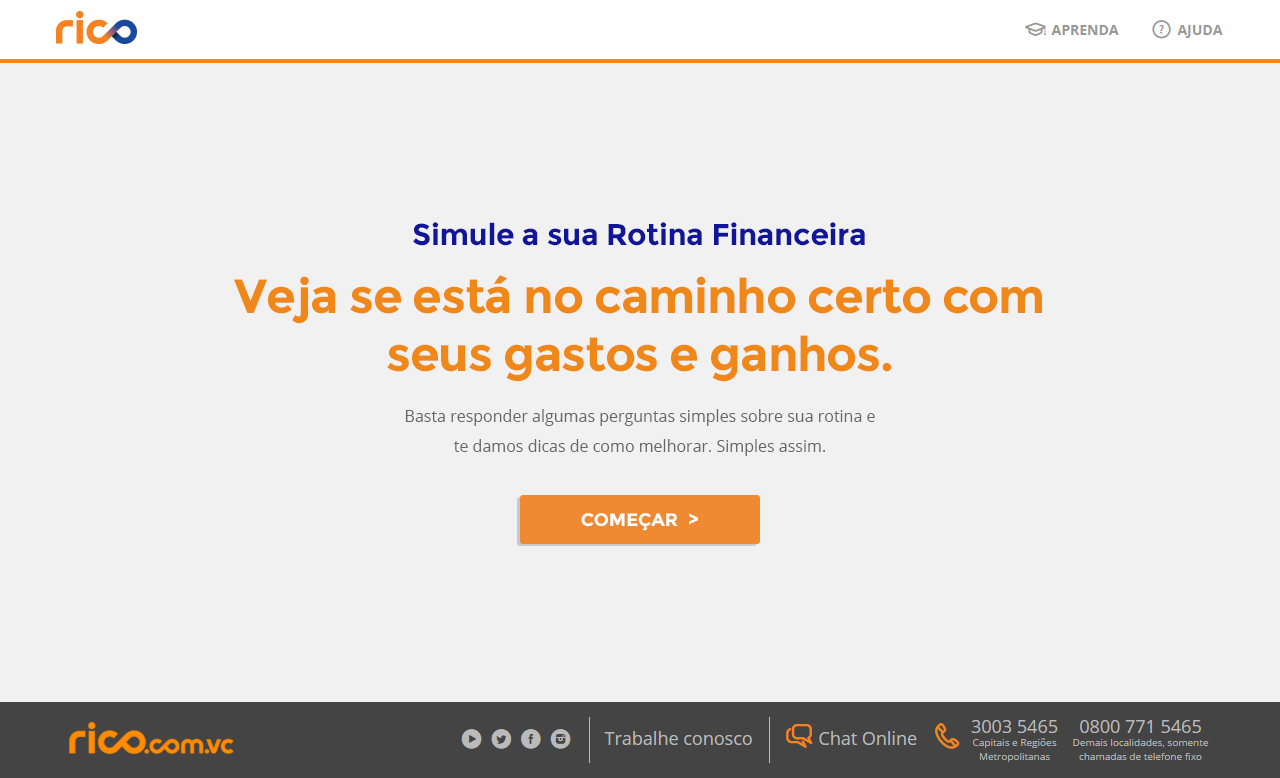 rico
APRENDA
? AJUDA
Simule a sua Rotina Financeira
Veja se está no caminho certo com
seus gastos e ganhos.
Basta responder algumas perguntas simples sobre sua rotina e
te damos dicas de como melhorar. Simples assim.
COMEÇAR >
rico.com.vc
Trabalhe conosco
Chat Online
3003 5465
Capitais e Regiões
Metropolitanas
0800 771 5465
Demais localidades, somente
chamadas de telefone fixo